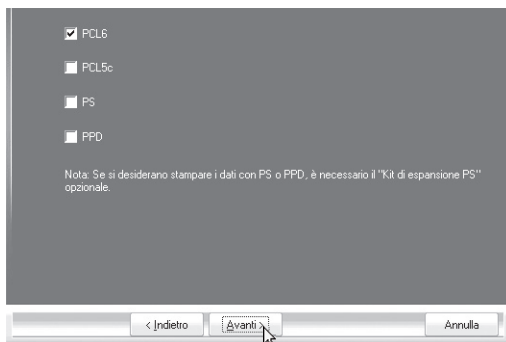 PCL6
PCL5c
PS
PPD
Nota: Se si desiderano stampare i dati con PS o PPD, è necessario il "Kit di espansione PS"
opzionale.
< Indietro
Avanti >
Annulla